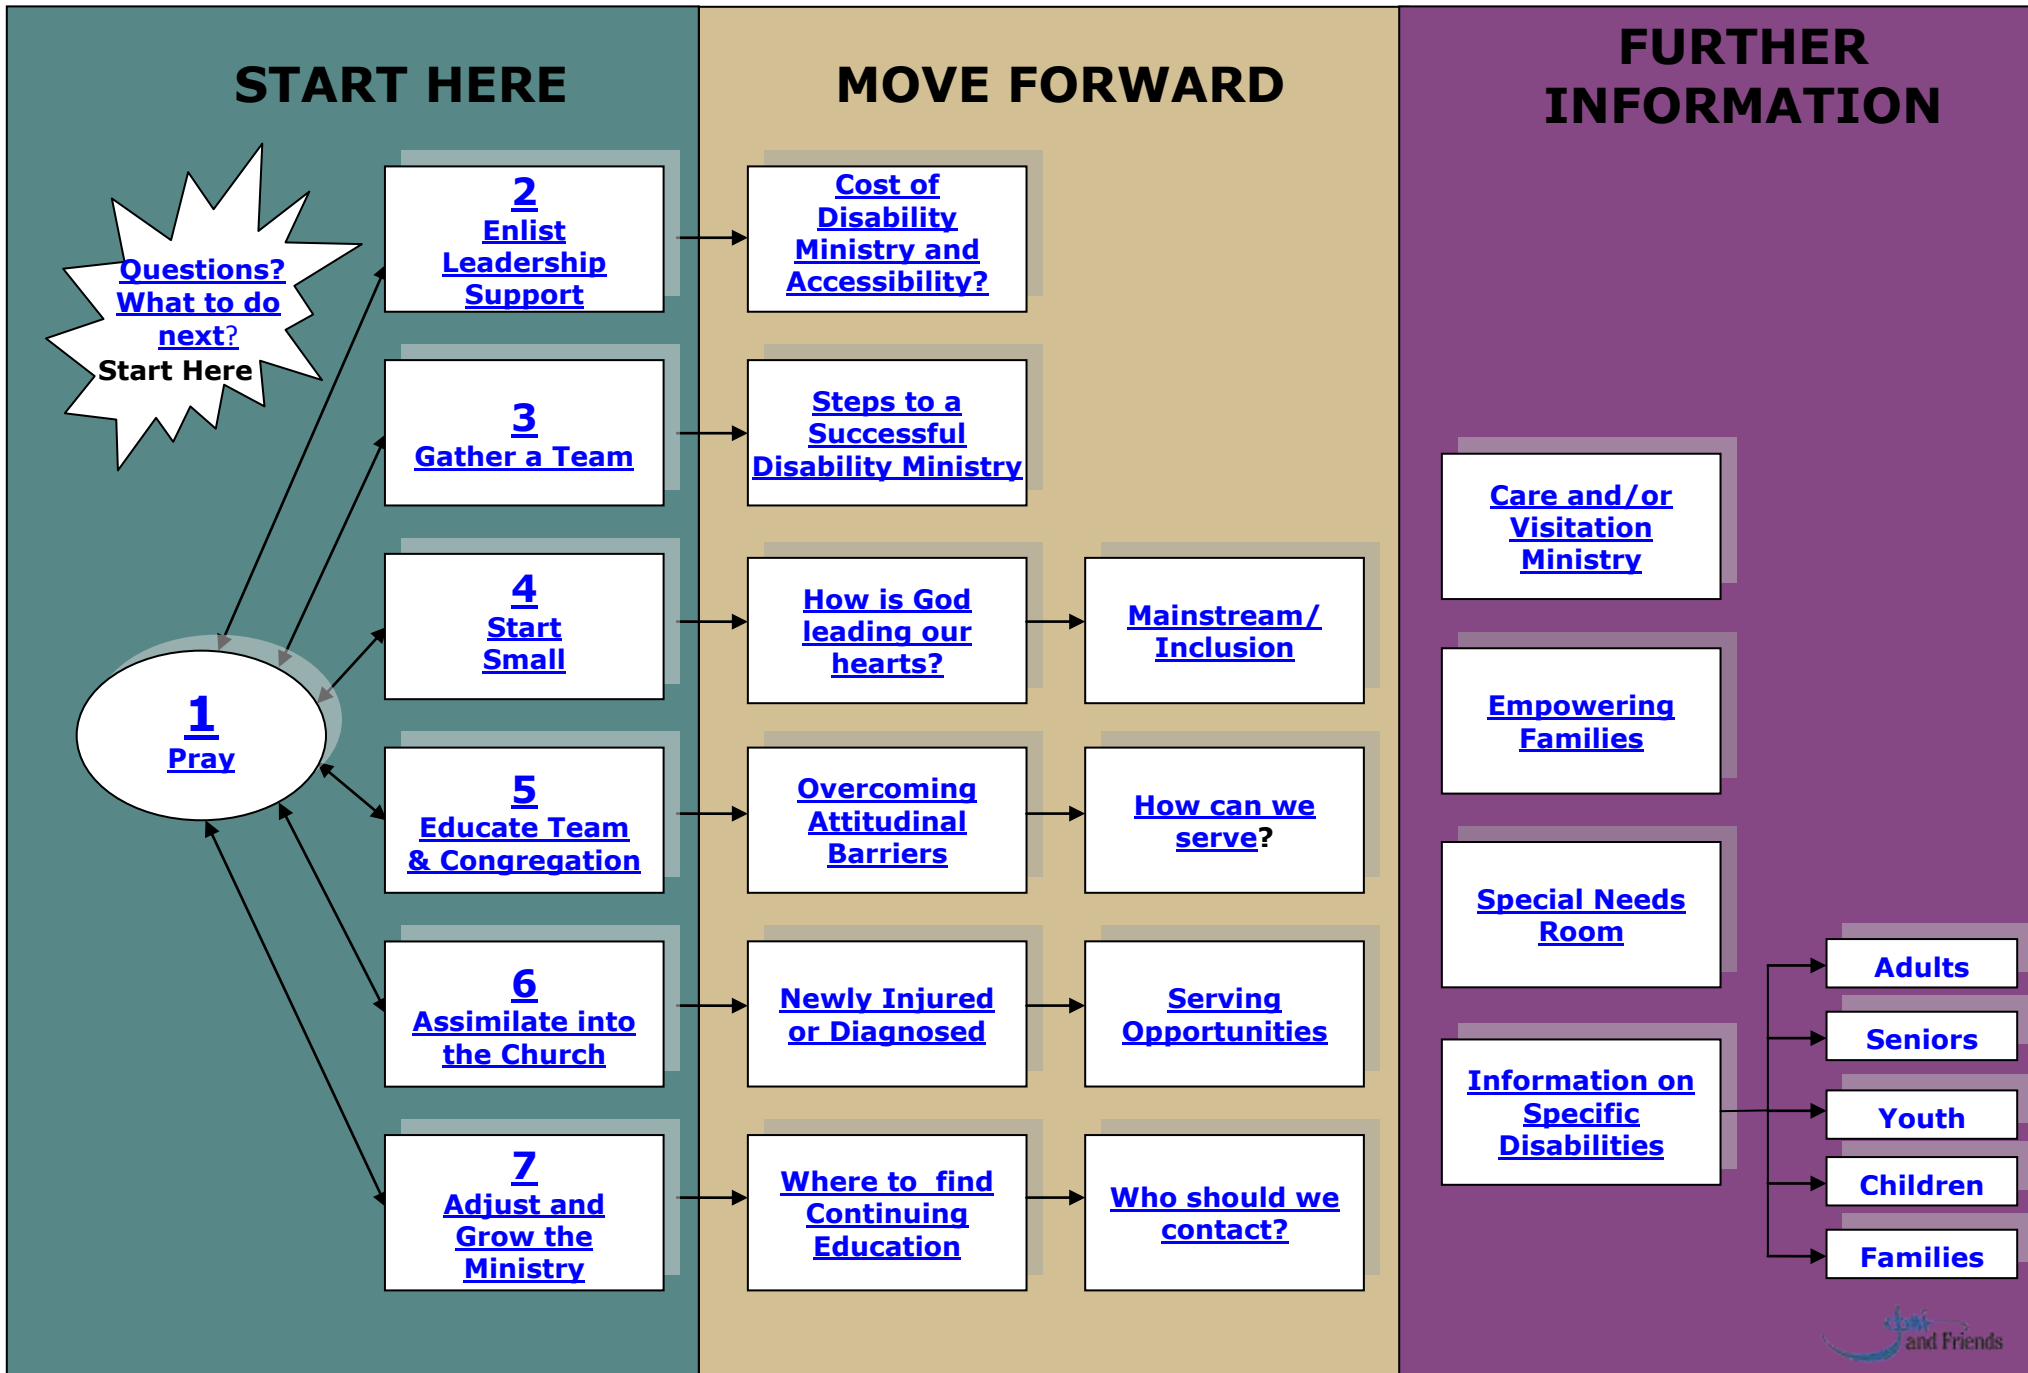 START HERE
Questions?
What to do
next?
Start Here
1
Pray
2
Enlist
Leadership
Support
3
Gather a Team
4
Start
Small
5
Educate Team
& Congregation
6
Assimilate into
the Church
7
Adjust and
Grow the
Ministry
MOVE FORWARD
Cost of
Disability
Ministry and
Accessibility?
Steps to a
Successful
Disability Ministry
How is God
leading our
hearts?
Mainstream/
Inclusion
Overcoming
Attitudinal
Barriers
How can we
serve?
Newly Injured
or Diagnosed
Serving
Opportunities
Where to  find
Continuing
Education
Who should we
contact?
FURTHER
INFORMATION
Care and/or
Visitation
Ministry
Empowering
Families
Special Needs
Room
Information on
Specific
Disabilities
Adults
Seniors
Youth
Children
Families
Joni
and Friends